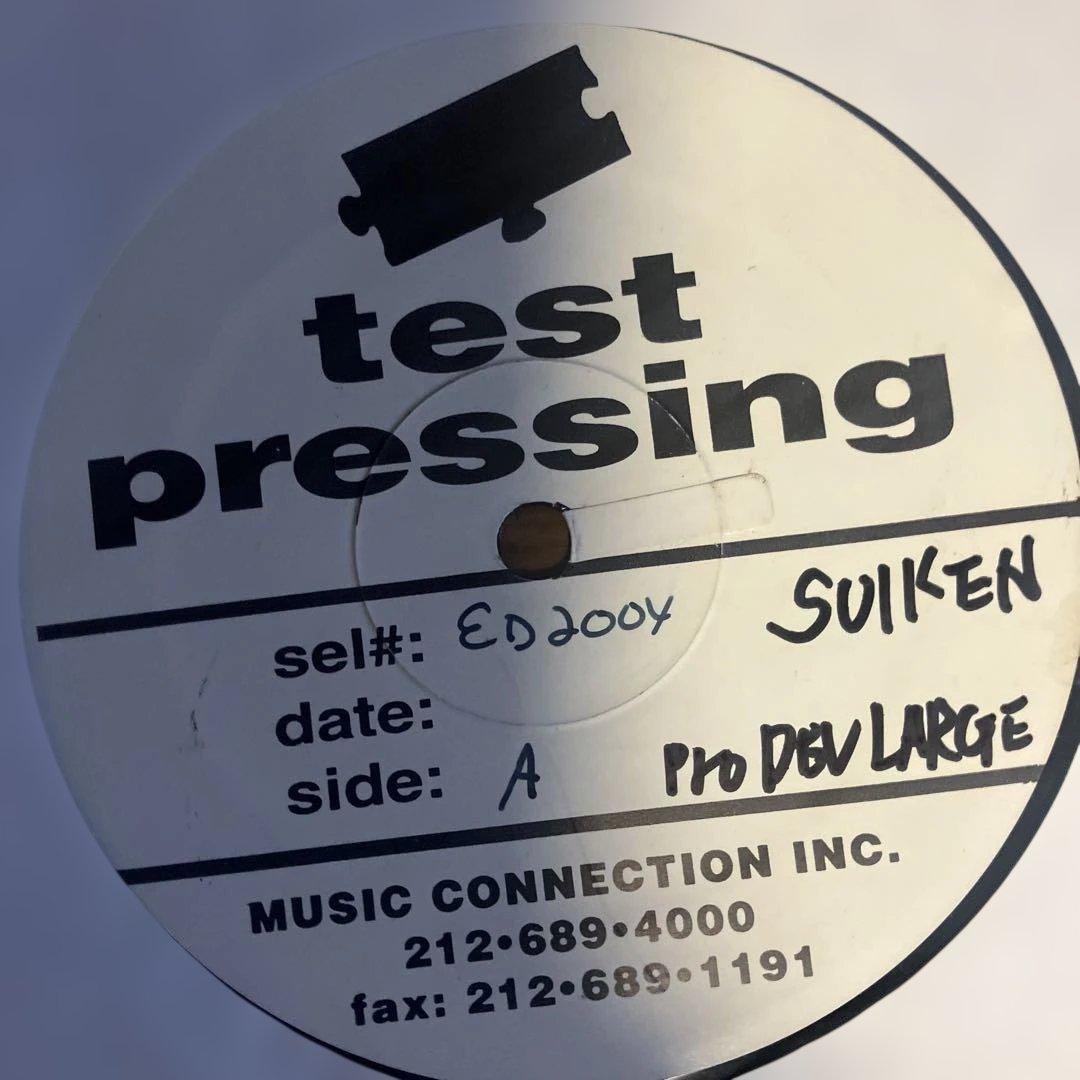 test
pressing
SUIKEN
sel#: ED2004
date:
Pro DEV LARGE
side: A
MUSIC CONNECTION INC.
212•689•4000
fax: 212•689•1191